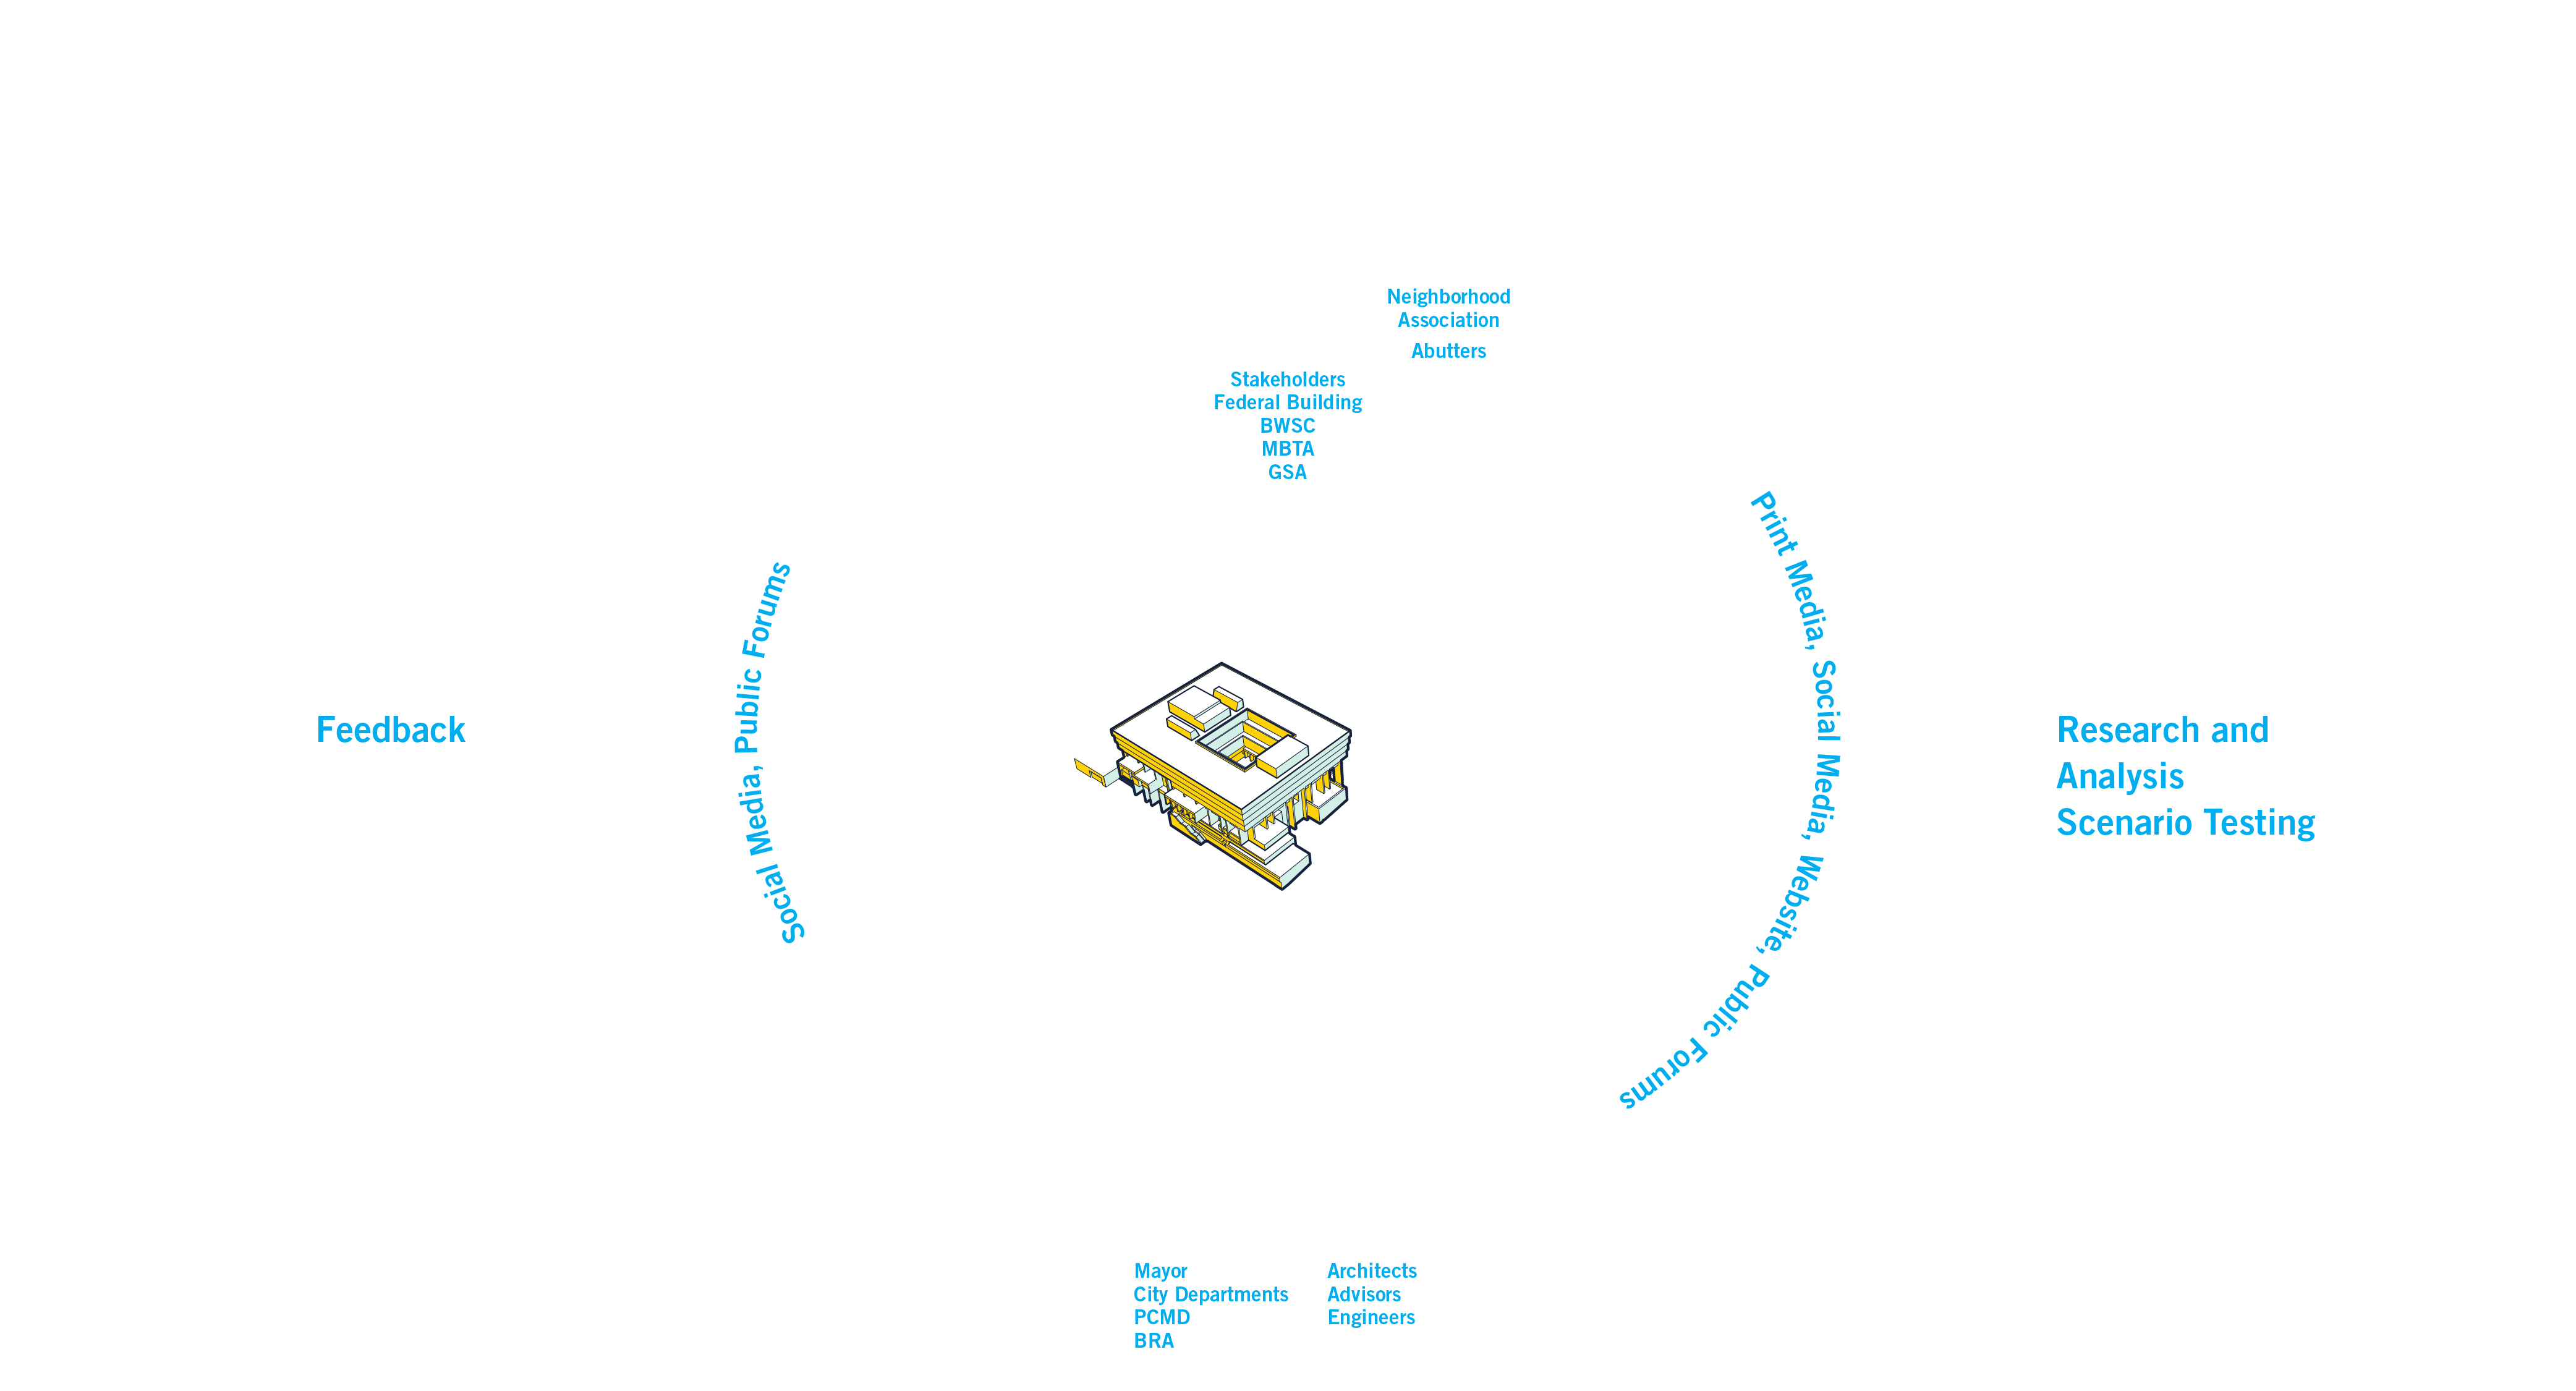 Neighborhood
Association
Abutters
Stakeholders
Federal Building
BWSC
MBTA
GSA
Print Media, Social Media, Website, Public Forums
Social Media, Public Forums
Feedback
Research and
Analysis
Scenario Testing
Mayor
City Departments
PCMD
BRA
Architects
Advisors
Engineers